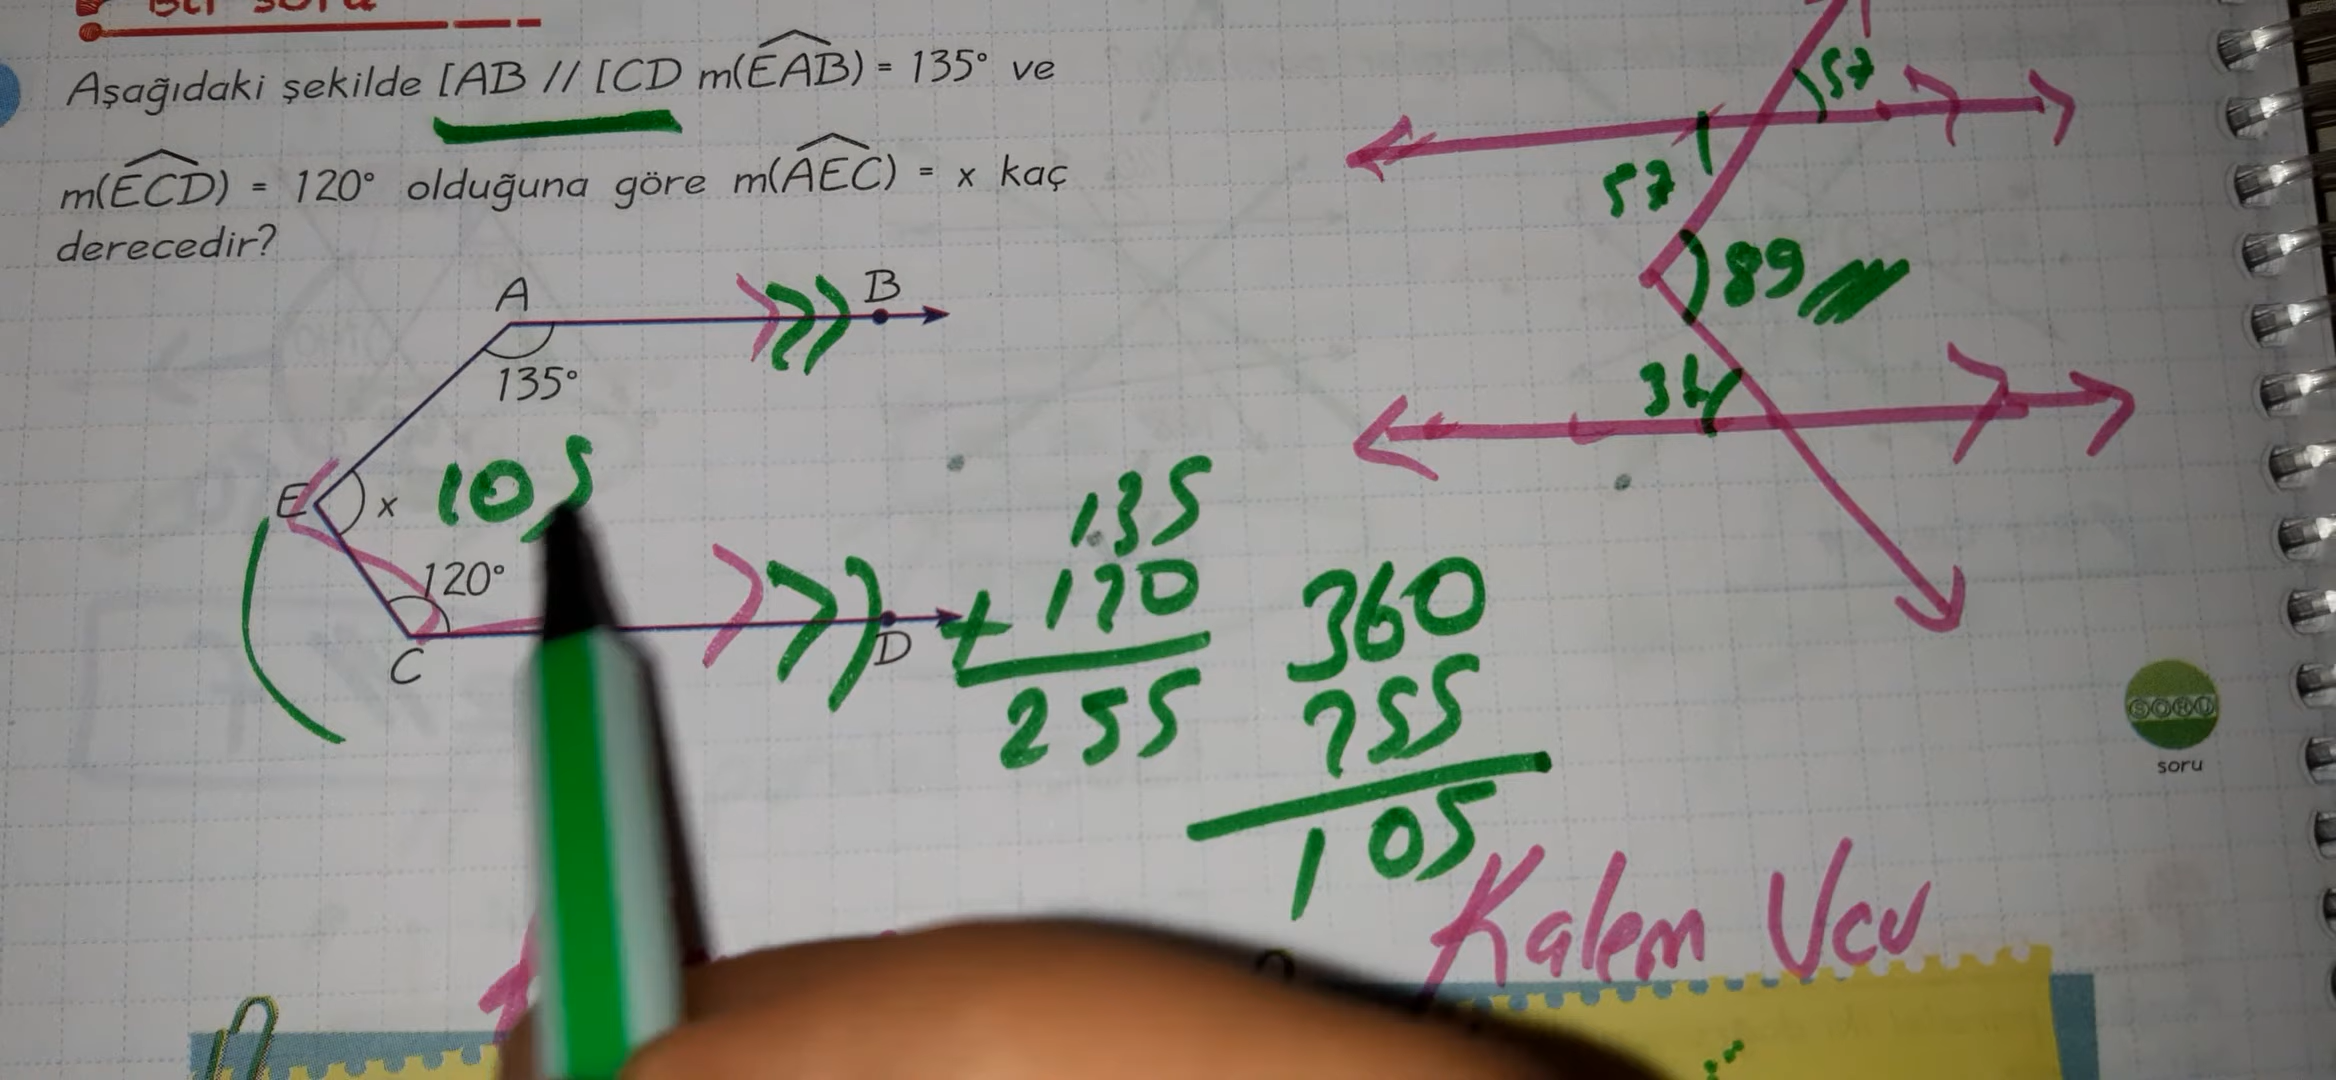 Aşağıdaki şekilde [AB // [CD m(EAB) = 135° ve
m(ECD) = 120° olduğuna göre m(AEC) = x kaç
derecedir?
A
B
135°
E
x
105
120°
C
D
135
+ 120
255
360
255
105
57
57
89
34
Kalem Ucu
SORU
soru